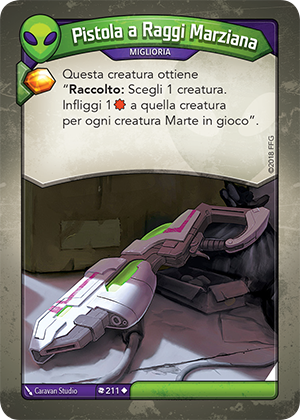 Pistola a Raggi Marziana
MIGLIORIA
Questa creatura ottiene
“Raccolto: Scegli 1 creatura.
Infliggi 1 a quella creatura
per ogni creatura Marte in gioco”.
©2018 FFG
Caravan Studio
211